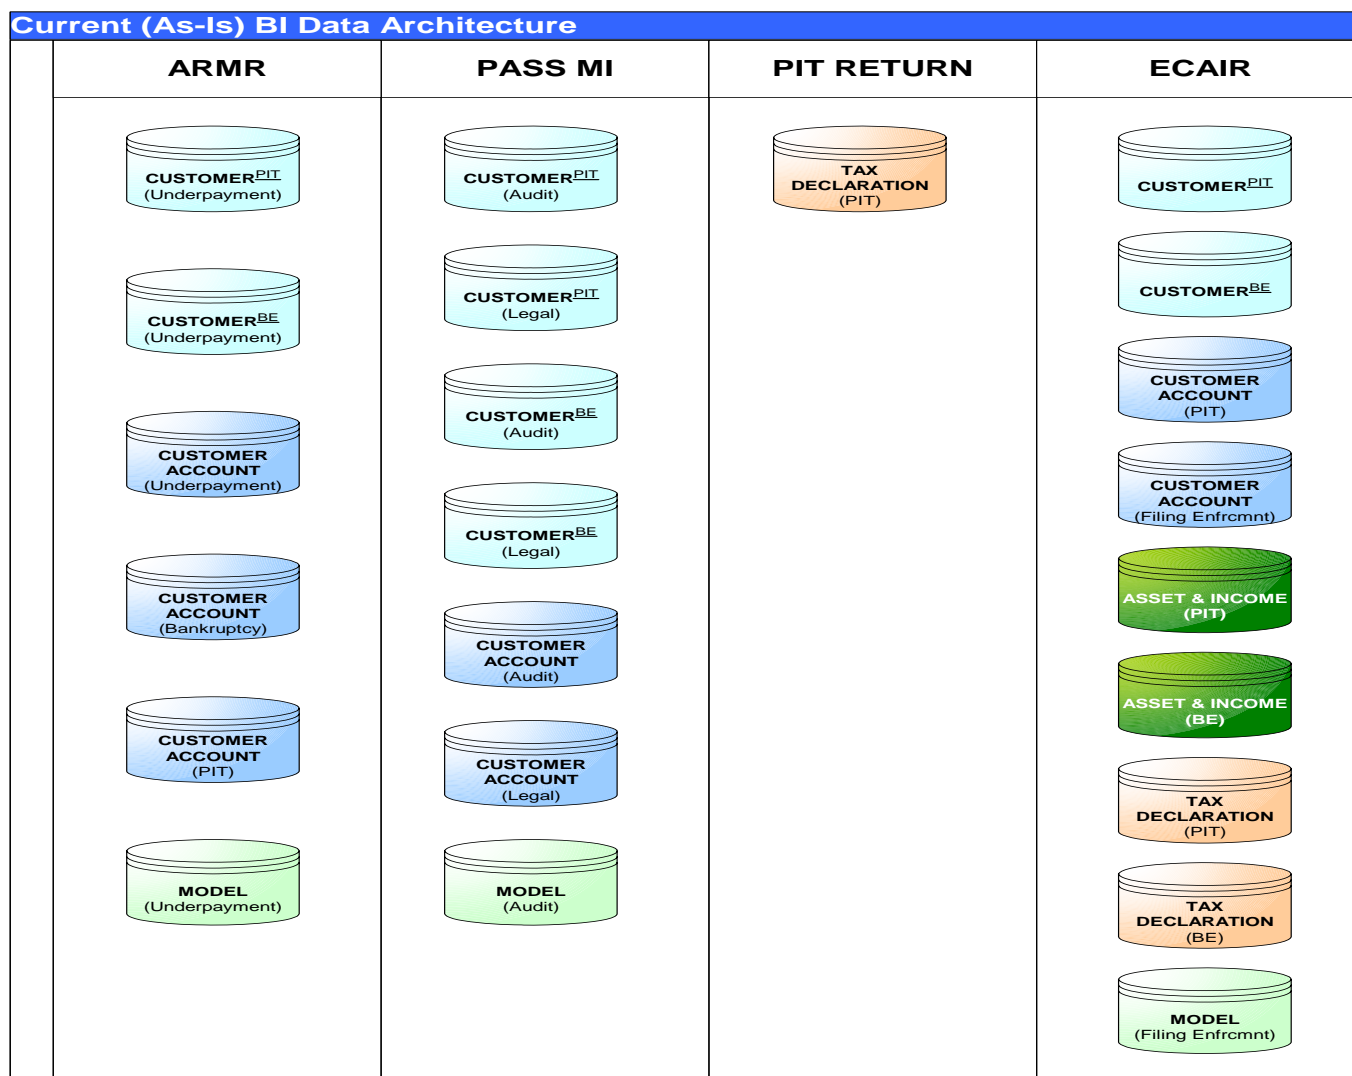 Current (As-Is) BI Data Architecture
ARMR
PASS MI
PIT RETURN
ECAIR
CUSTOMERPIT
(Underpayment)
CUSTOMERBE
(Underpayment)
CUSTOMER
ACCOUNT
(Underpayment)
CUSTOMER
ACCOUNT
(Bankruptcy)
CUSTOMER
ACCOUNT
(PIT)
MODEL
(Underpayment)
CUSTOMERPIT
(Audit)
CUSTOMERPIT
(Legal)
CUSTOMERBE
(Audit)
CUSTOMERBE
(Legal)
CUSTOMER
ACCOUNT
(Audit)
CUSTOMER
ACCOUNT
(Legal)
MODEL
(Audit)
TAX
DECLARATION
(PIT)
CUSTOMERPIT
CUSTOMERBE
CUSTOMER
ACCOUNT
(PIT)
CUSTOMER
ACCOUNT
(Filing Enfrcmnt)
ASSET & INCOME
(PIT)
ASSET & INCOME
(BE)
TAX
DECLARATION
(PIT)
TAX
DECLARATION
(BE)
MODEL
(Filing Enfrcmnt)